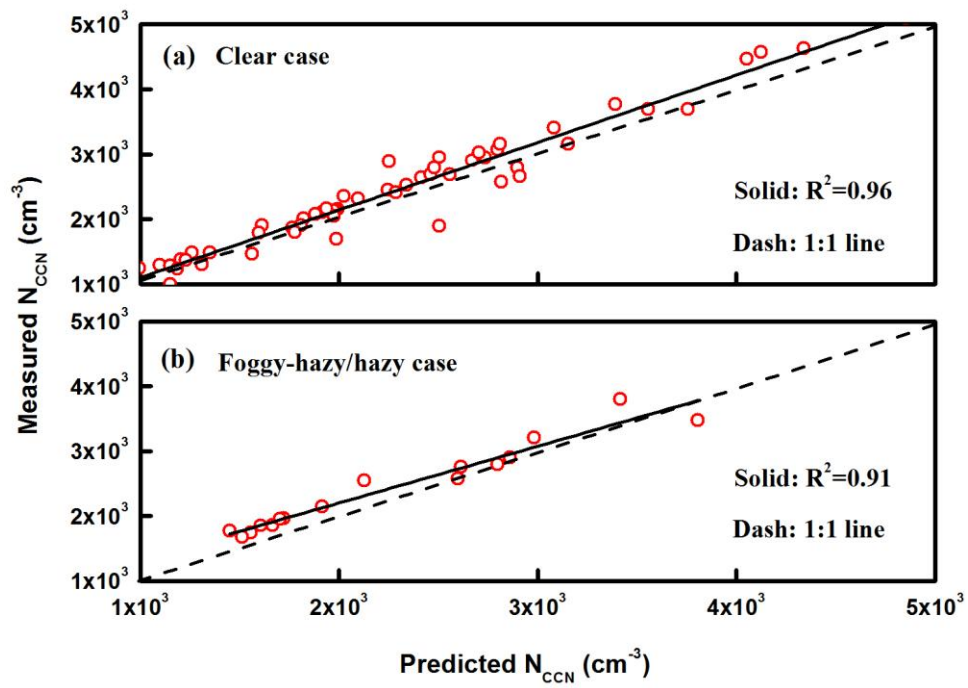 5x10³
(a) Clear case
4x10³
3x10³
Solid: R²=0.96
2x10³
Dash: 1:1 line
1x10³
5x10³
(b) Foggy-hazy/hazy case
4x10³
3x10³
Solid: R²=0.91
2x10³
Dash: 1:1 line
1x10³
1x10³ 2x10³ 3x10³ 4x10³ 5x10³
Measured N_CCN (cm⁻³)
Predicted N_CCN (cm⁻³)